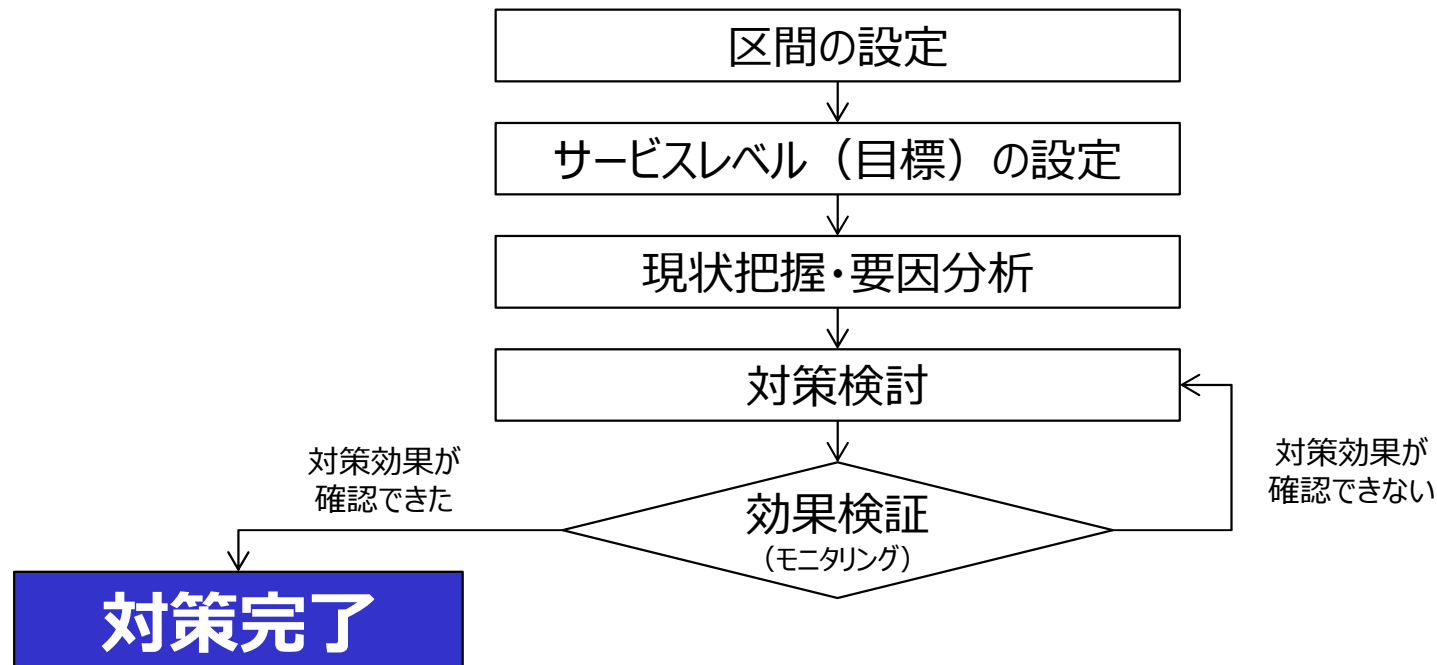 区間の設定
サービスレベル（目標）の設定
現状把握・要因分析
対策検討
対策効果が
確認できた
対策効果が
確認できない
効果検証
（モニタリング）
対策完了